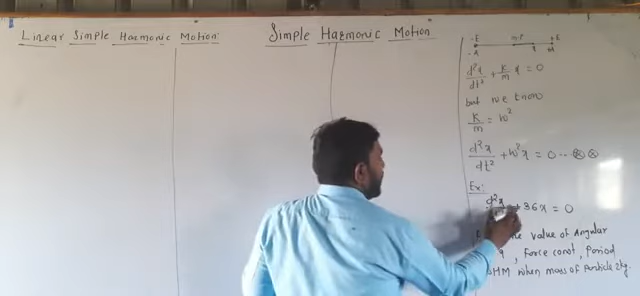 Linear Simple Harmonic Motion
Simple Harmonic Motion
-E m.P +E
-A x +A
d²x/dt² + k/m x = 0
but we know
K/m = ω²
d²x/dt² + ω²x = 0
Ex:
d²x + 36x = 0
value of Angular
, Force const, Period
SHM when mass of Particle 2kg